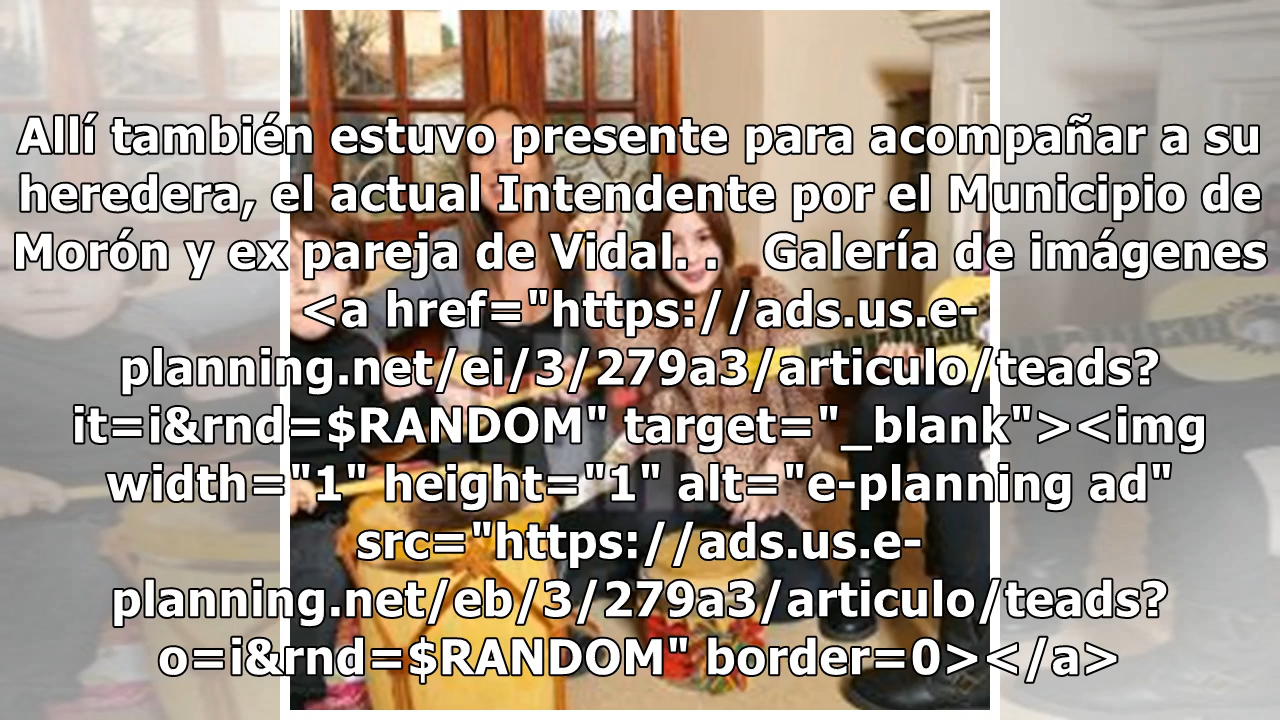 Allí también estuvo presente para acompañar a su
heredera, el actual Intendente por el Municipio de
Morón y ex pareja de Vidal. .   Galería de imágenes
<a href="https://ads.us.e-
planning.net/ei/3/279a3/articulo/teads?
it=i&rnd=$RANDOM" target="_blank"><img
width="1" height="1" alt="e-planning ad"
src="https://ads.us.e-
planning.net/eb/3/279a3/articulo/teads?
o=i&rnd=$RANDOM" border=0></a>